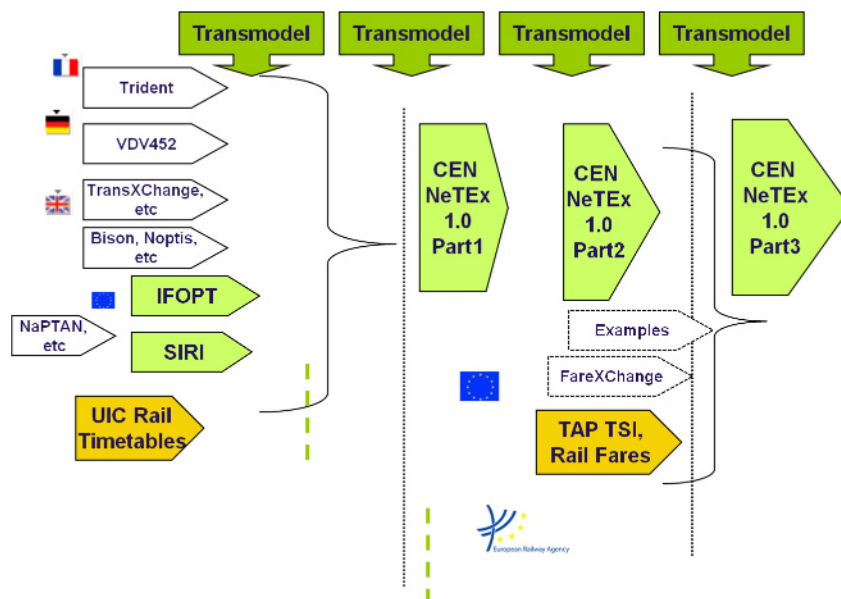 Transmodel
Transmodel
Transmodel
Transmodel
Trident
VDV452
TransXChange,
etc
Bison, Noptis,
etc
IFOPT
NaPTAN,
etc
SIRI
UIC Rail
Timetables
CEN
NeTEx
1.0
Part1
CEN
NeTEx
1.0
Part2
Examples
FareXChange
TAP TSI,
Rail Fares
CEN
NeTEx
1.0
Part3
European Railway Agency